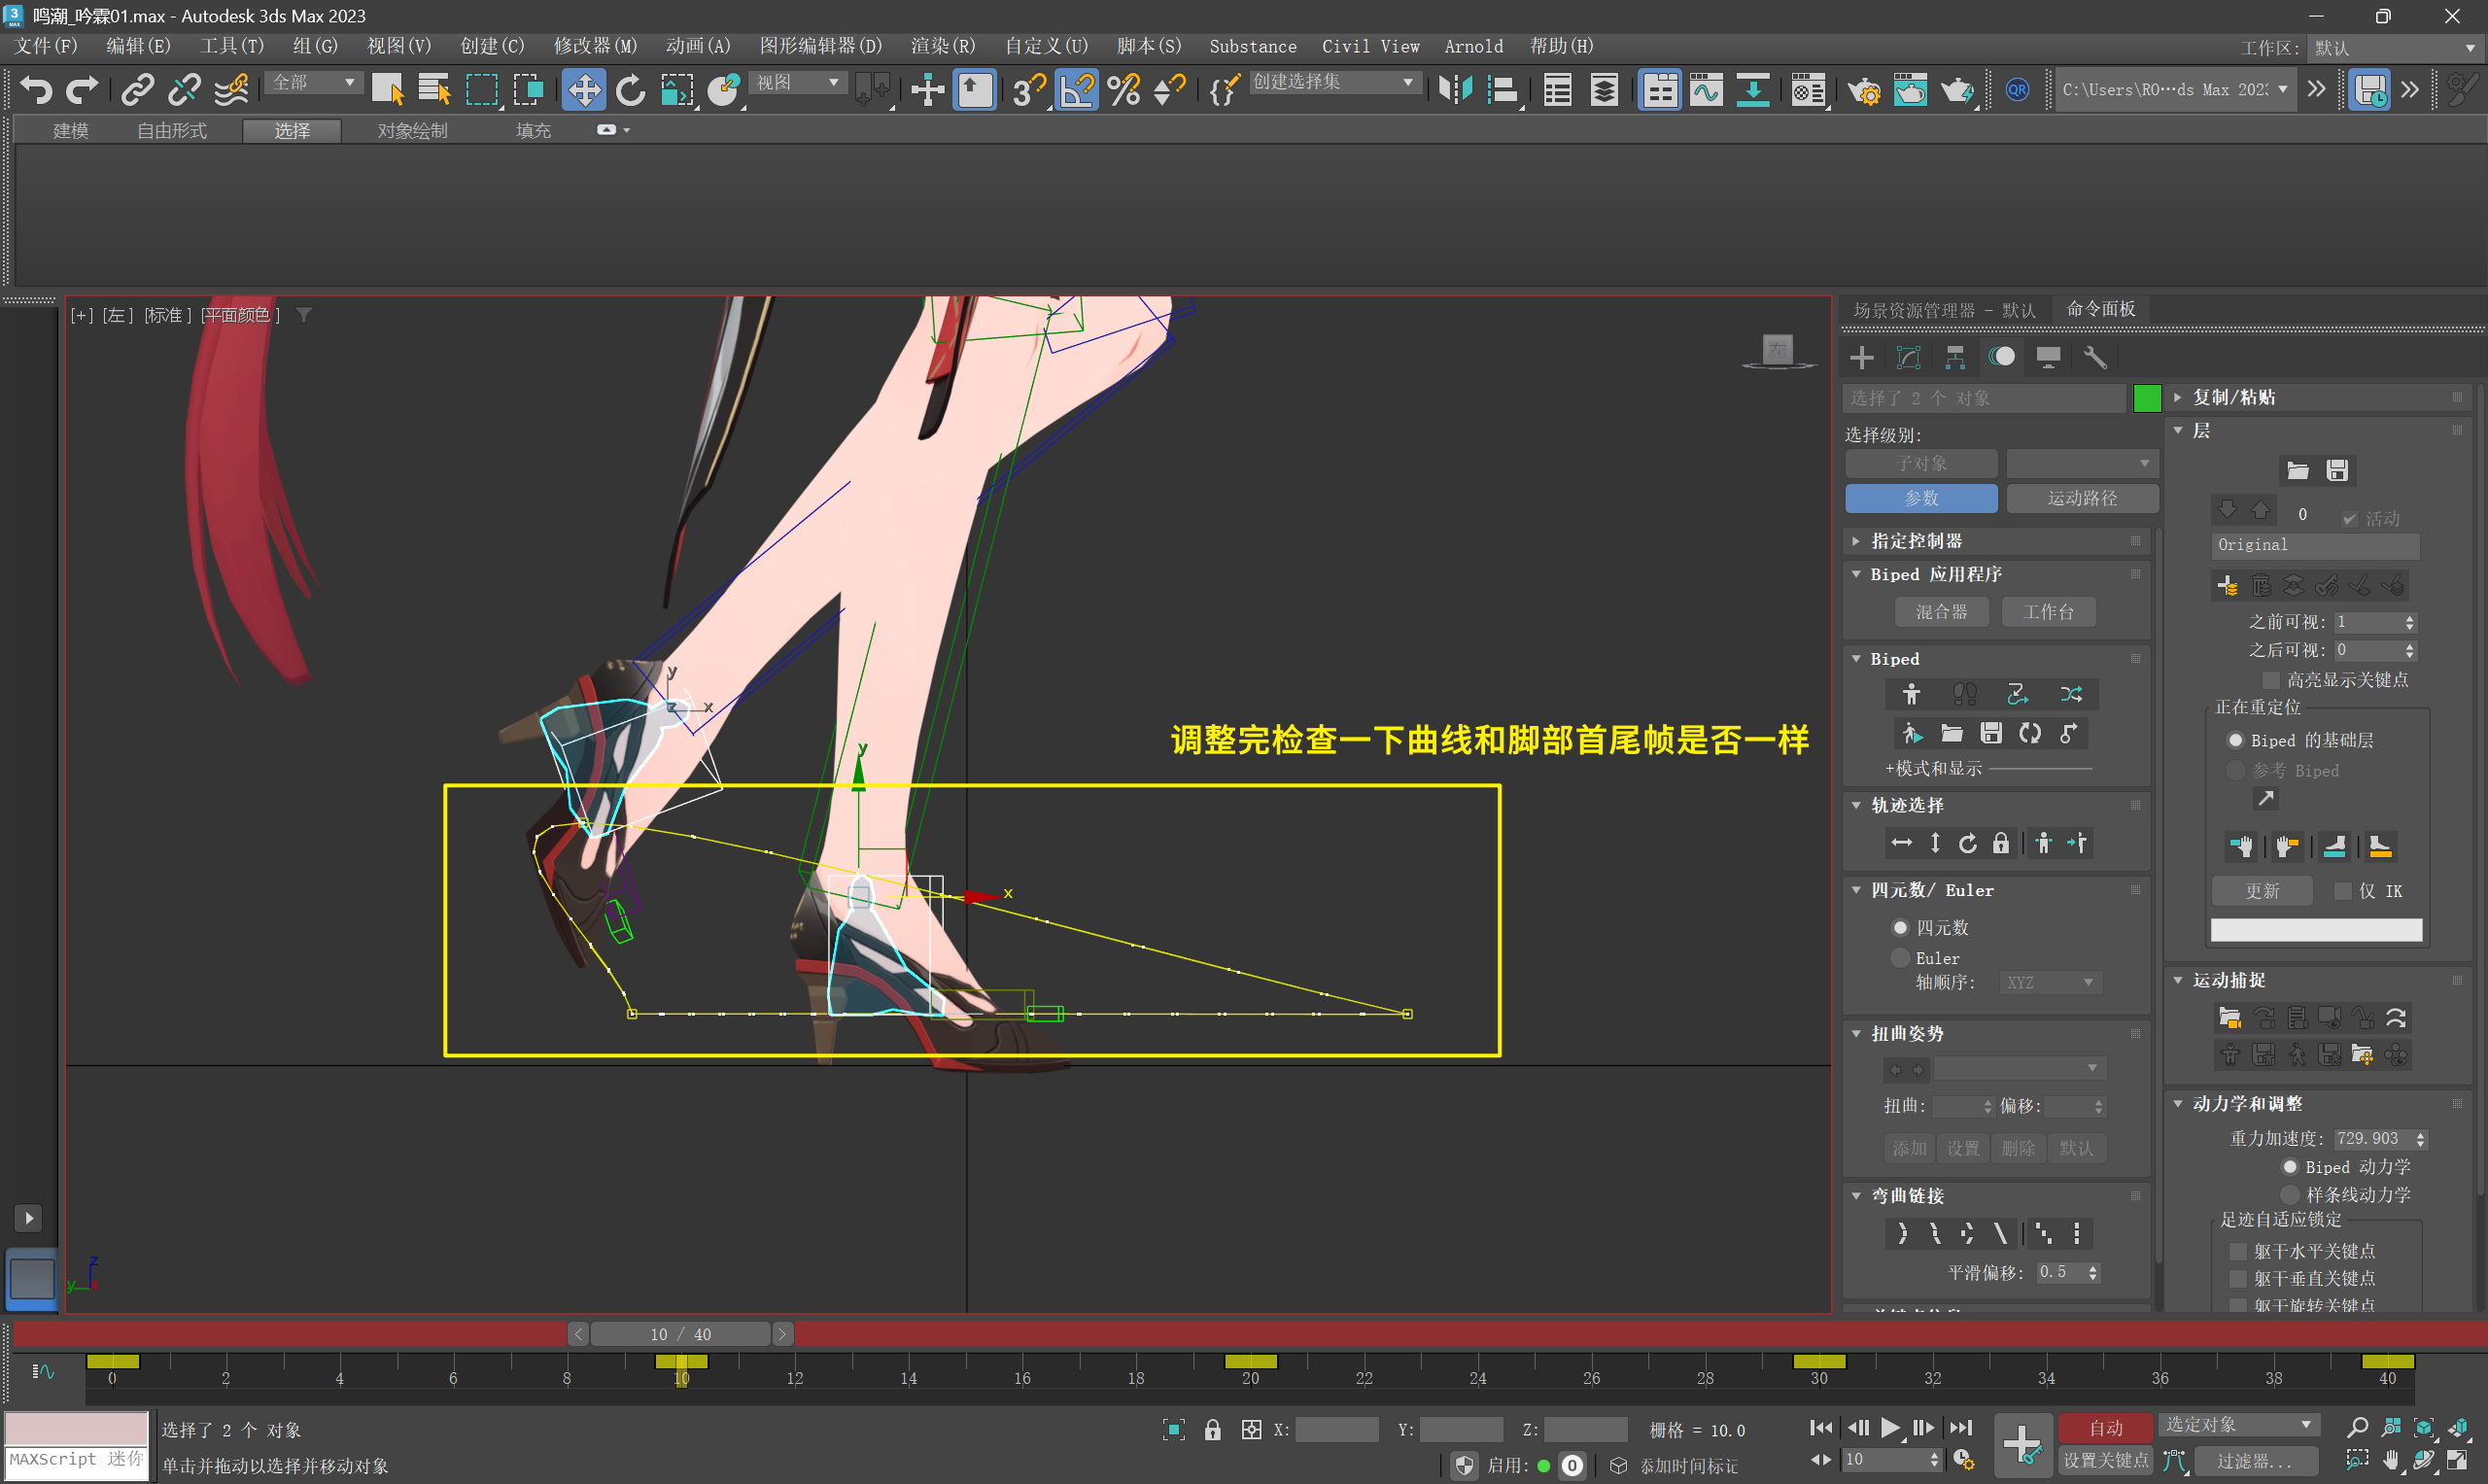 鸣潮_吟霖01.max - Autodesk 3ds Max 2023
文件(F) 编辑(E) 工具(T) 组(G) 视图(V) 创建(C) 修改器(M) 动画(A) 图形编辑器(D) 渲染(R) 自定义(U) 脚本(S) Substance Civil View Arnold 帮助(H)
工作区: 默认
全部 视图 创建选择集 QR C:\Users\RO…ds Max 202
建模 自由形式 选择 对象绘制 填充
[+] [左] [标准] [平面颜色]
场景资源管理器 - 默认 命令面板
选择了 2 个 对象
选择级别:
子对象
参数 运动路径
指定控制器
Biped 应用程序
混合器 工作台
Biped
+模式和显示
轨迹选择
四元数/ Euler
四元数
Euler
轴顺序: XYZ
扭曲姿势
扭曲: 偏移:
添加 设置 删除 默认
弯曲链接
平滑偏移: 0.5
复制/粘贴
层
0 活动
Original
之前可视: 1
之后可视: 0
高亮显示关键点
正在重定位
Biped 的基础层
参考 Biped
更新 仅 IK
运动捕捉
动力学和调整
重力加速度: 729.903
Biped 动力学
样条线动力学
足迹自适应锁定
躯干水平关键点
躯干垂直关键点
躯干旋转关键点
左
y
x
z
x
y
x
调整完检查一下曲线和脚部首尾帧是否一样
z
y
x
10 / 40
0 2 4 6 8 10 12 14 16 18 20 22 24 26 28 30 32 34 36 38 40
选择了 2 个 对象 X: Y: Z: 栅格 = 10.0 自动 选定对象
MAXScript 迷你
单击并拖动以选择并移动对象 启用: 0 添加时间标记 10 设置关键点 过滤器...